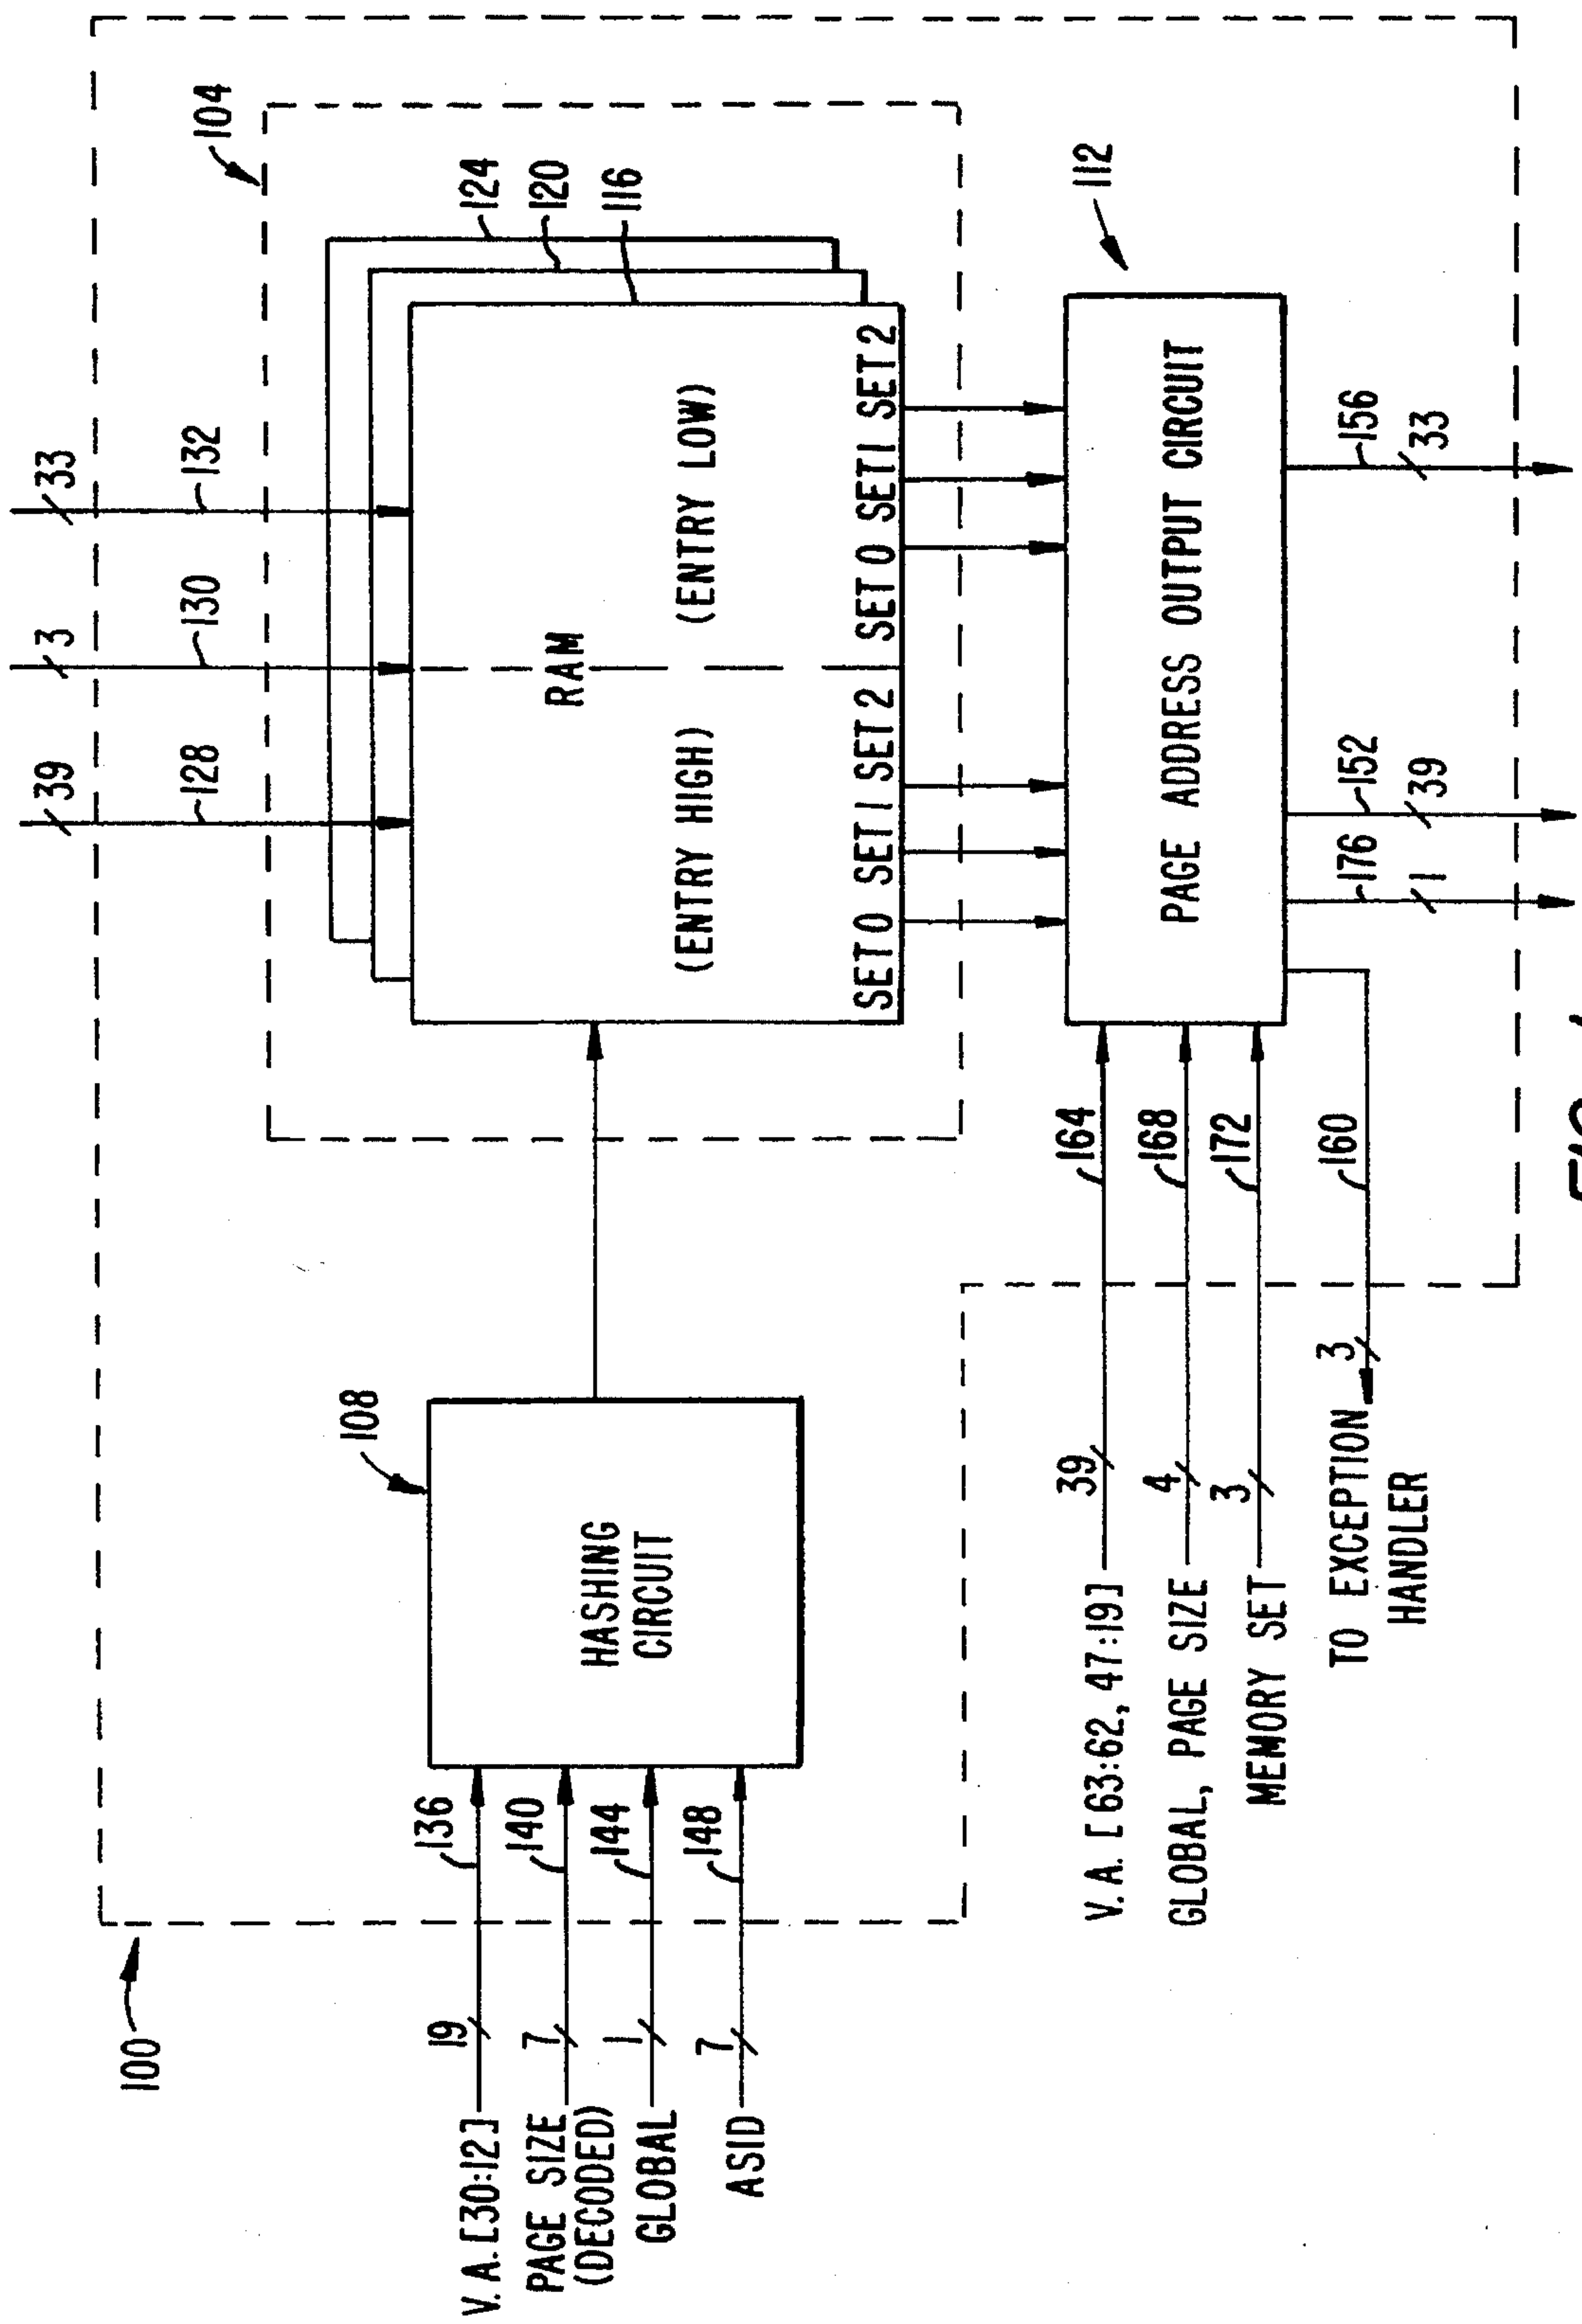 100
104
33
132
3
130
39
128
124
120
116
RAM
(ENTRY HIGH)
(ENTRY LOW)
SET 0 SET 1 SET 2
SET 0 SET 1 SET 2
108
HASHING
CIRCUIT
V.A.[30:12]
19
136
PAGE SIZE
(DECODED)
7
140
GLOBAL
1
144
ASID
7
148
112
PAGE ADDRESS OUTPUT CIRCUIT
V.A. [63:62, 47:19]
39
164
GLOBAL, PAGE SIZE
4
168
MEMORY SET
3
172
TO EXCEPTION
HANDLER
3
160
176
1
152
39
156
33